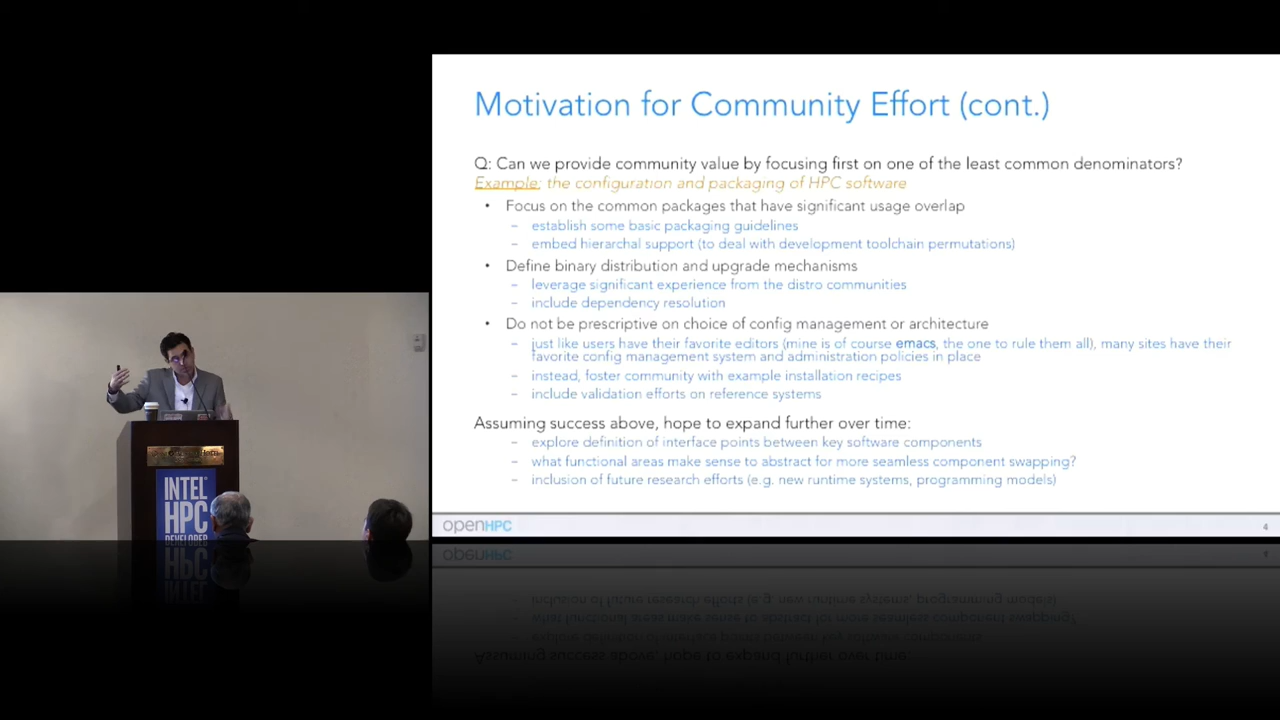 Motivation for Community Effort (cont.)
Q: Can we provide community value by focusing first on one of the least common denominators?
Example: the configuration and packaging of HPC software
• Focus on the common packages that have significant usage overlap
– establish some basic packaging guidelines
– embed hierarchal support (to deal with development toolchain permutations)
• Define binary distribution and upgrade mechanisms
– leverage significant experience from the distro communities
– include dependency resolution
• Do not be prescriptive on choice of config management or architecture
– just like users have their favorite editors (mine is of course emacs, the one to rule them all), many sites have their
favorite config management system and administration policies in place
– instead, foster community with example installation recipes
– include validation efforts on reference systems
Assuming success above, hope to expand further over time:
– explore definition of interface points between key software components
– what functional areas make sense to abstract for more seamless component swapping?
– inclusion of future research efforts (e.g. new runtime systems, programming models)
openHPC 4
INTEL
HPC
DEVELOPER